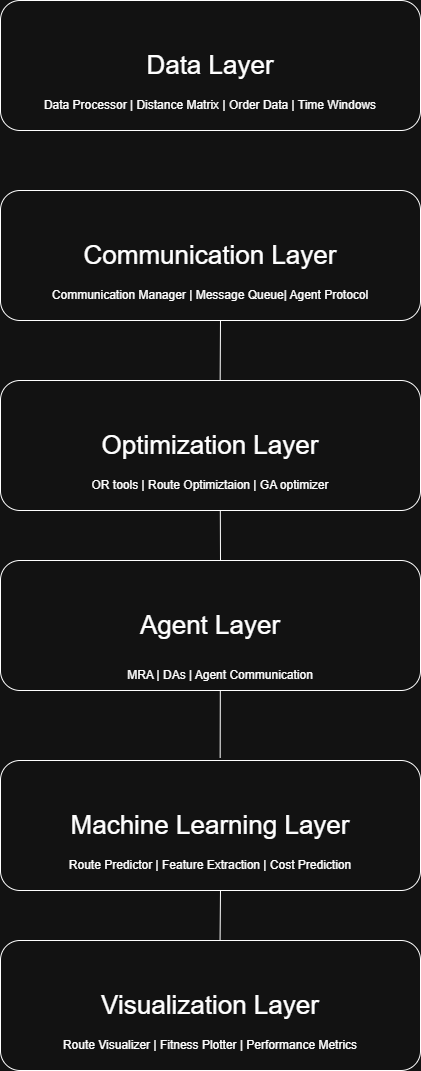 Data Layer
Data Processor | Distance Matrix | Order Data | Time Windows
Communication Layer
Communication Manager | Message Queue| Agent Protocol
Optimization Layer
OR tools | Route Optimiztaion | GA optimizer
Agent Layer
MRA | DAs | Agent Communication
Machine Learning Layer
Route Predictor | Feature Extraction | Cost Prediction
Visualization Layer
Route Visualizer | Fitness Plotter | Performance Metrics